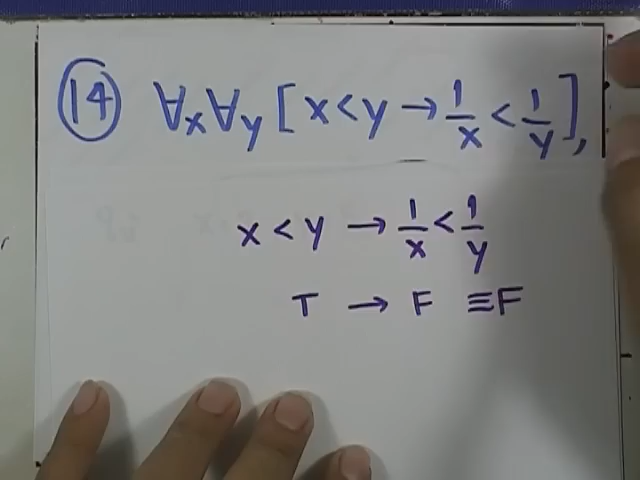 14 ∀x∀y [x<y → 1/x < 1/y],
x < y → 1/x < 1/y
T → F ≡F